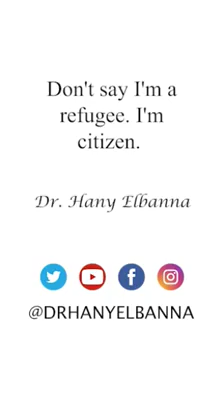 Don't say I'm a
refugee. I'm
citizen.
Dr. Hany Elbanna
@DRHANYELBANNA